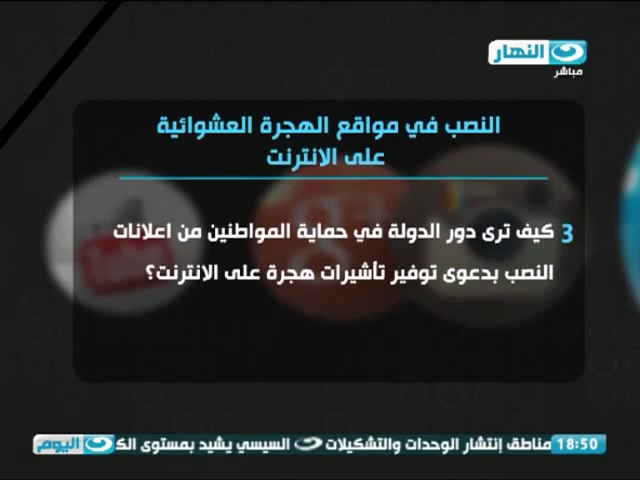 النهار
مباشر
النصب في مواقع الهجرة العشوائية
على الانترنت
3 كيف ترى دور الدولة في حماية المواطنين من اعلانات
النصب بدعوى توفير تأشيرات هجرة على الانترنت؟
18:50 مناطق إنتشار الوحدات والتشكيلات السيسي يشيد بمستوى الك اليوم